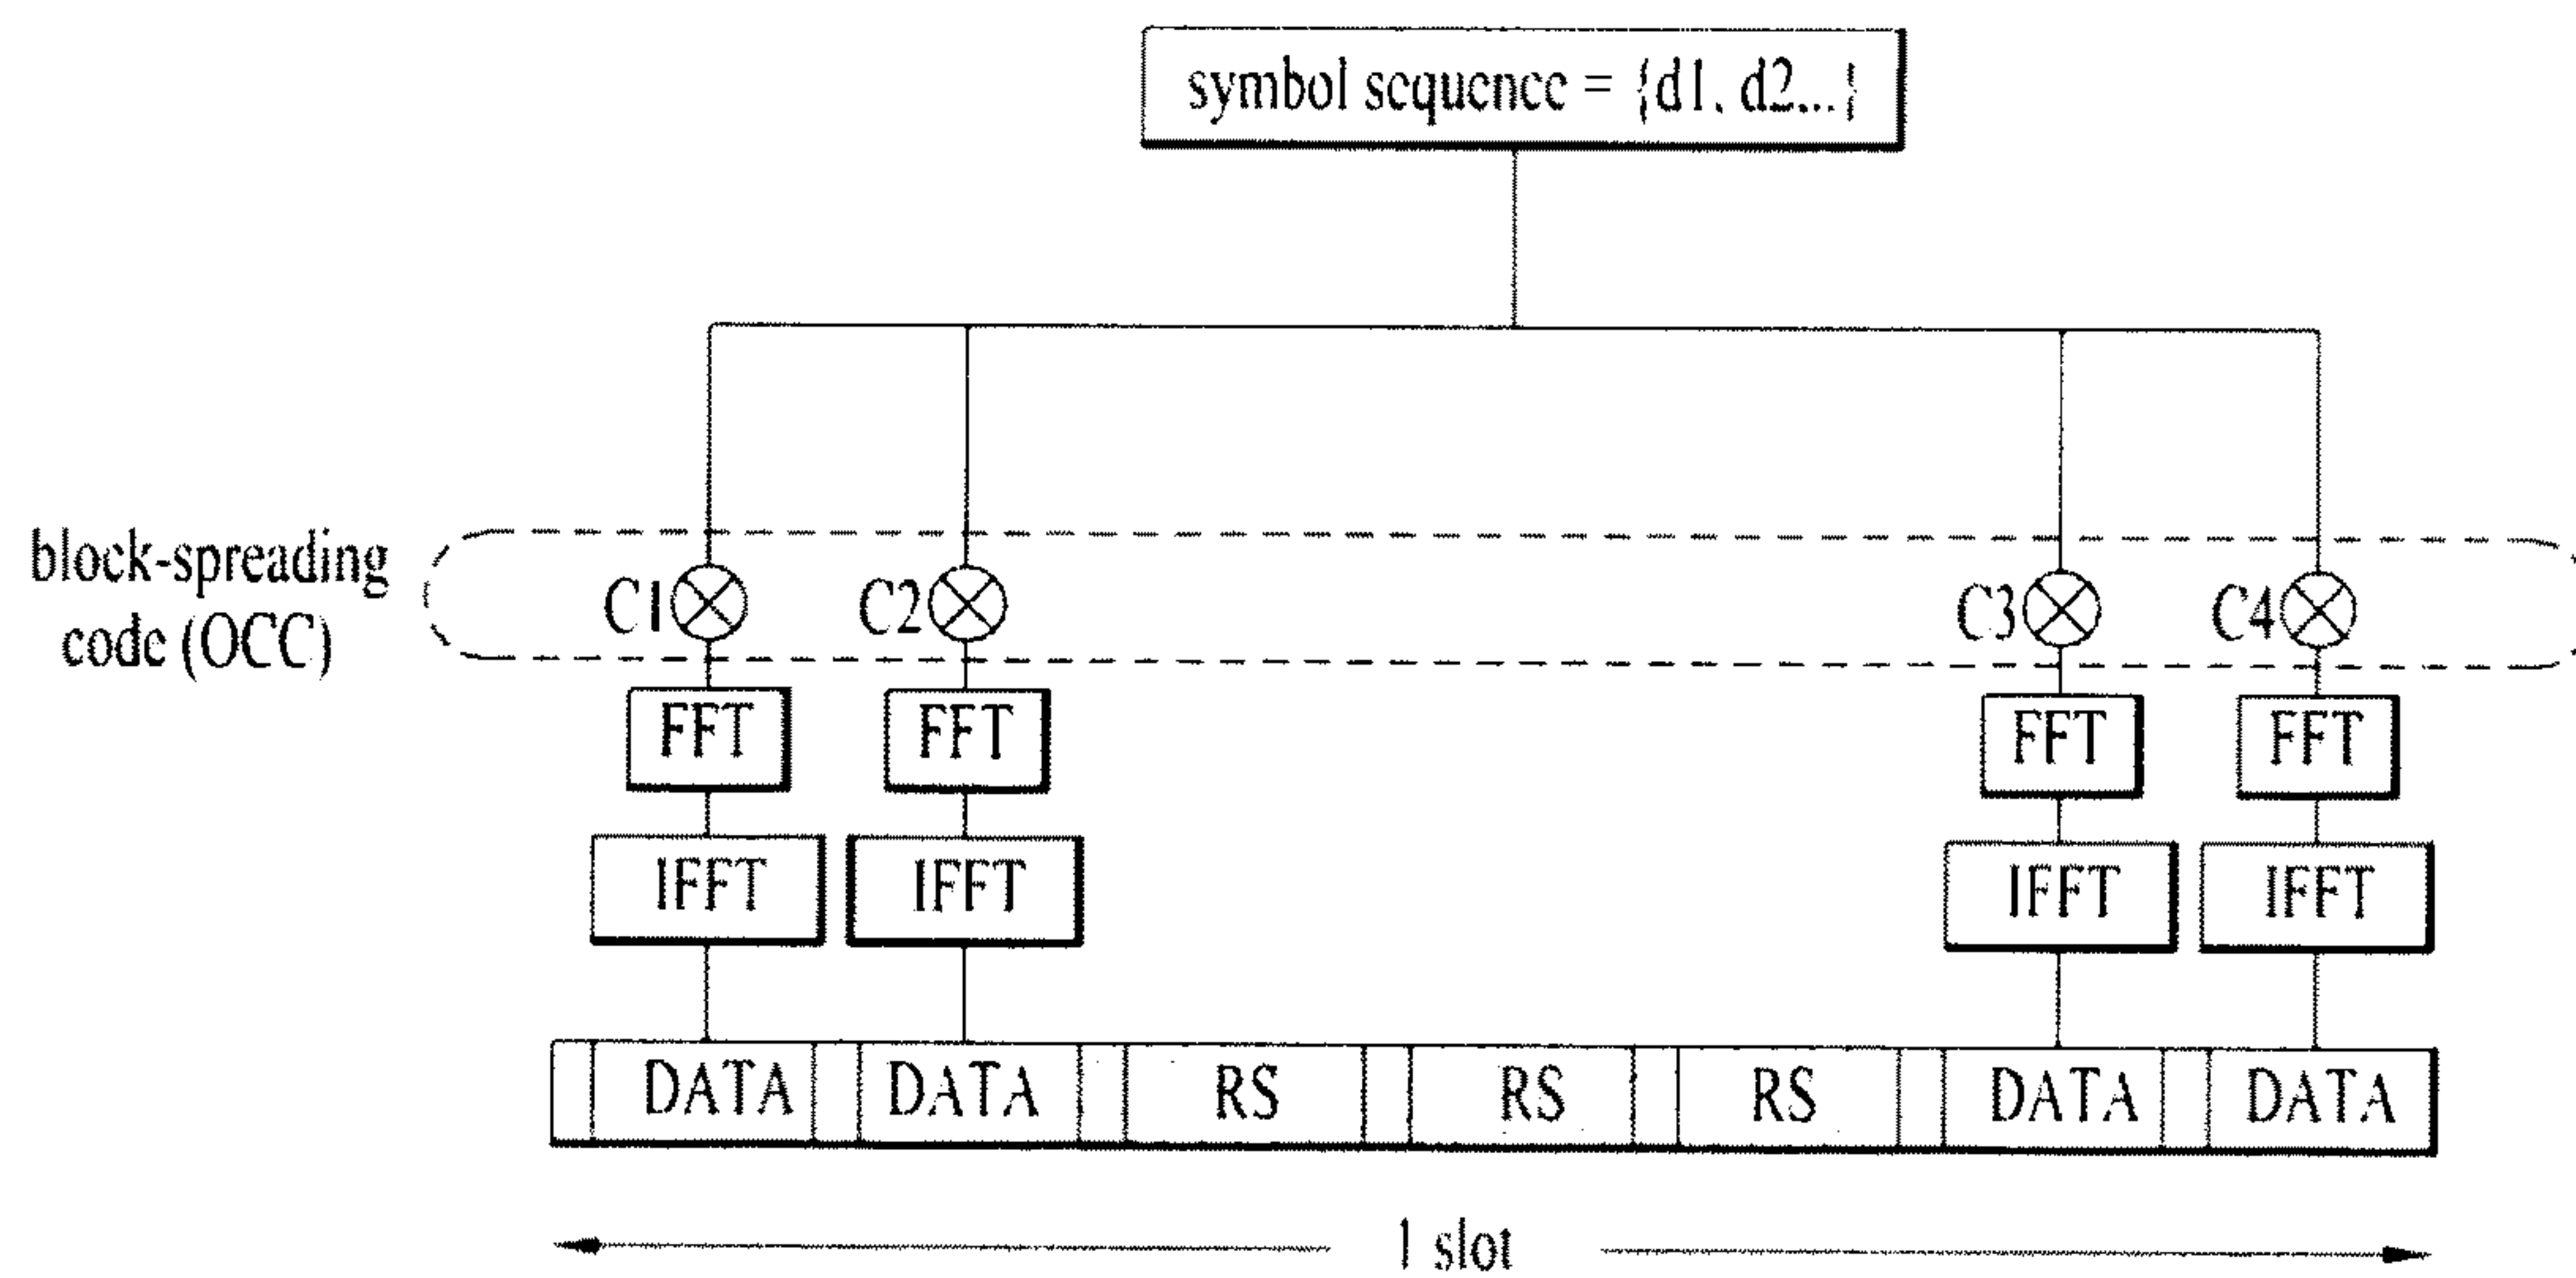 symbol sequence = {d1, d2...}
block-spreading
code (OCC)
C1
C2
C3
C4
FFT
FFT
FFT
FFT
IFFT
IFFT
IFFT
IFFT
DATA
DATA
RS
RS
RS
DATA
DATA
1 slot